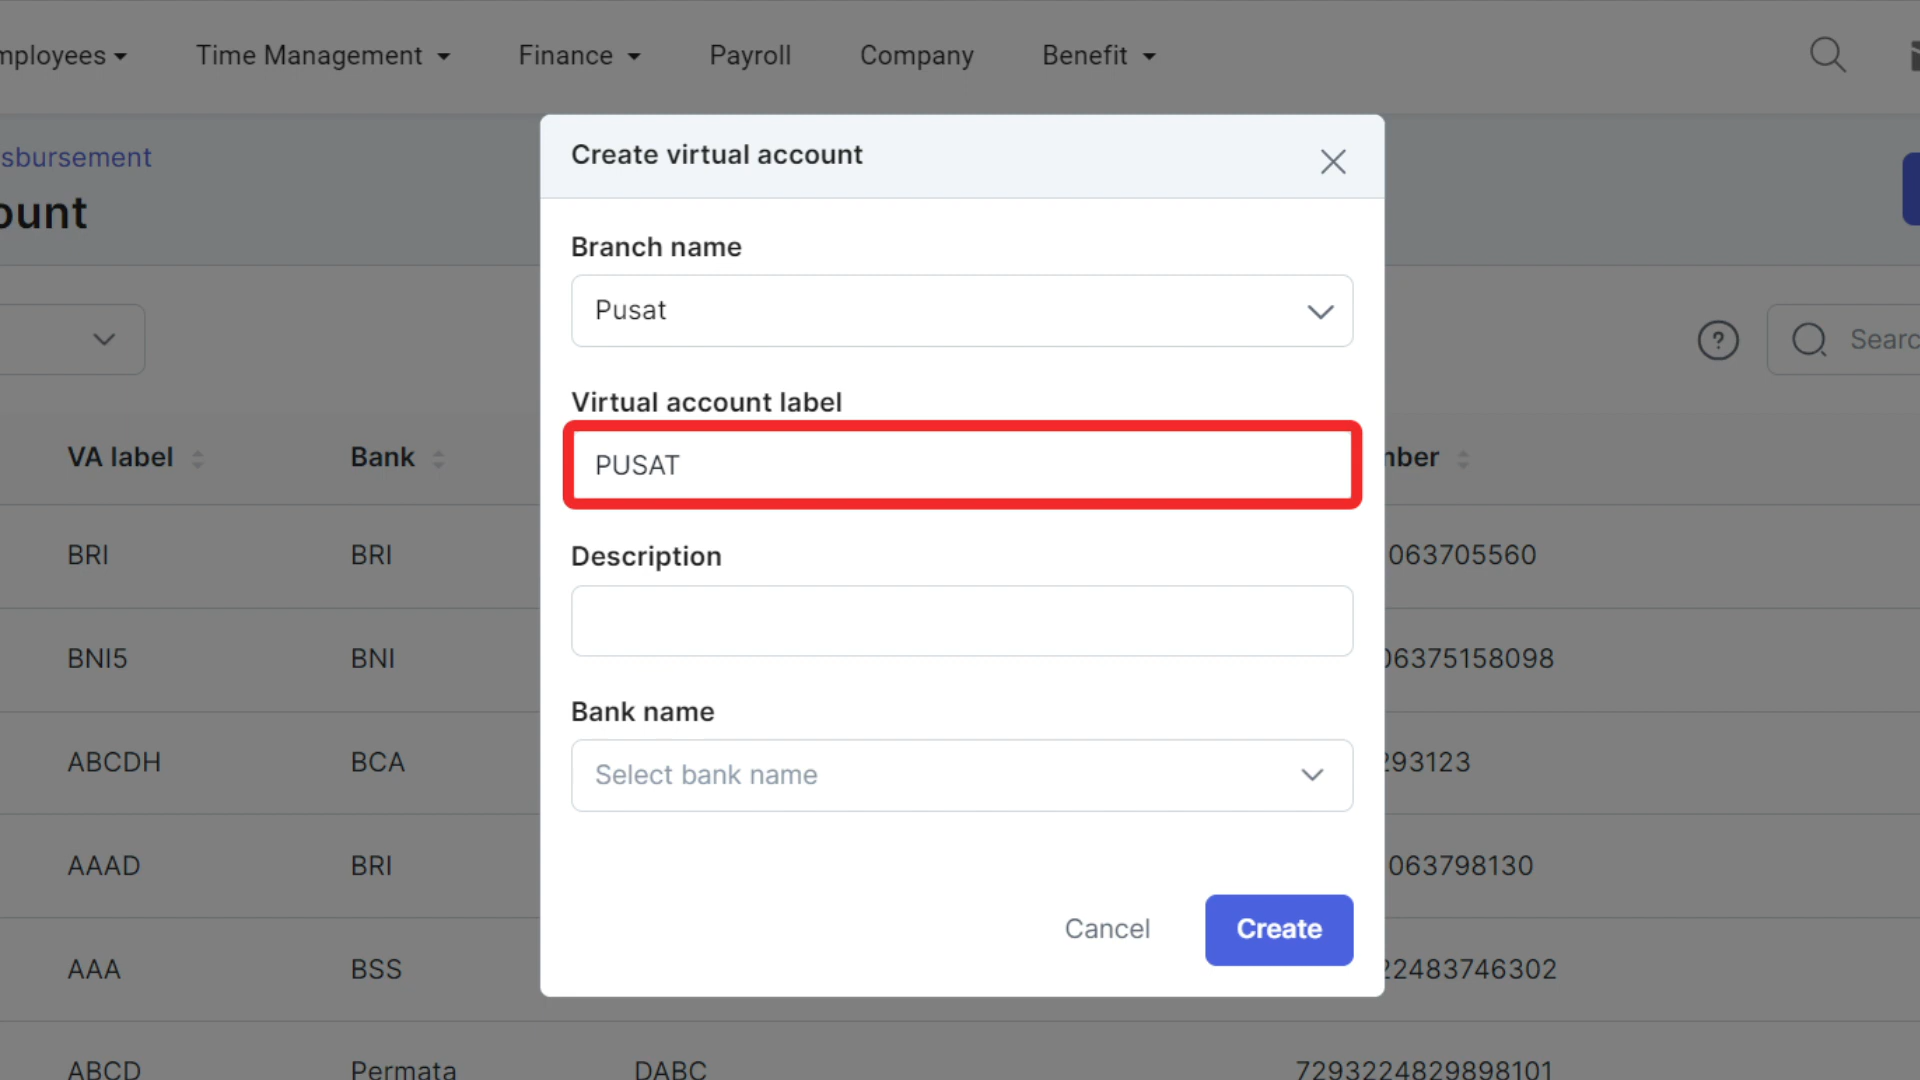 mployees
Time Management
Finance
Payroll
Company
Benefit
sbursement
ount
Create virtual account
Branch name
Pusat
Virtual account label
PUSAT
Description
Bank name
Select bank name
Cancel
Create
?
Searc
VA label
Bank
mber
BRI
BRI
063705560
BNI5
BNI
06375158098
ABCDH
BCA
293123
AAAD
BRI
063798130
AAA
BSS
22483746302
ABCD
Permata
DABC
7293224829898101